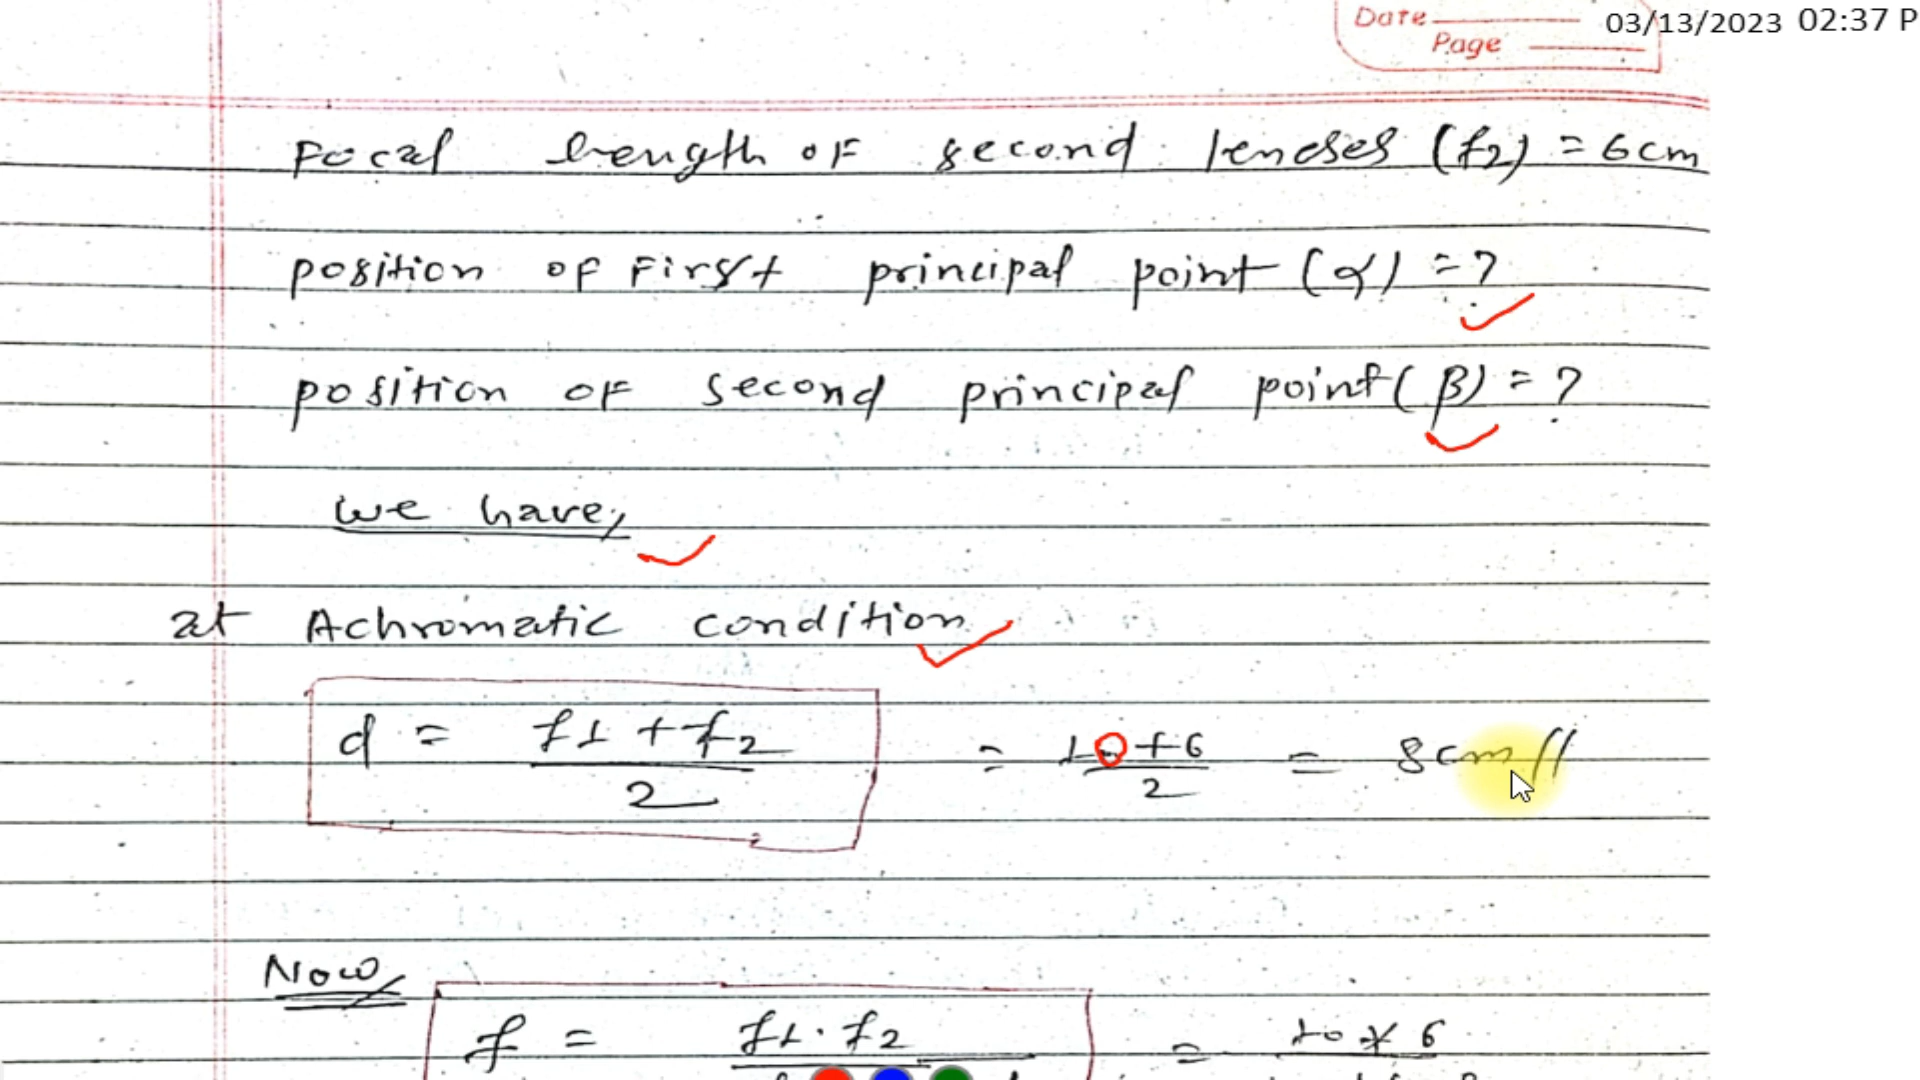 Date
03/13/2023 02:37 P
Page
Focal length of second lencses (f2) = 6cm
position of First principal point (α) = ?
position of second principal point (β) = ?
we have,
at Achromatic condition
d = f1 + f2 / 2 = 10 + 6 / 2 = 8cm//
Now
f = f1 . f2 = 10 * 6